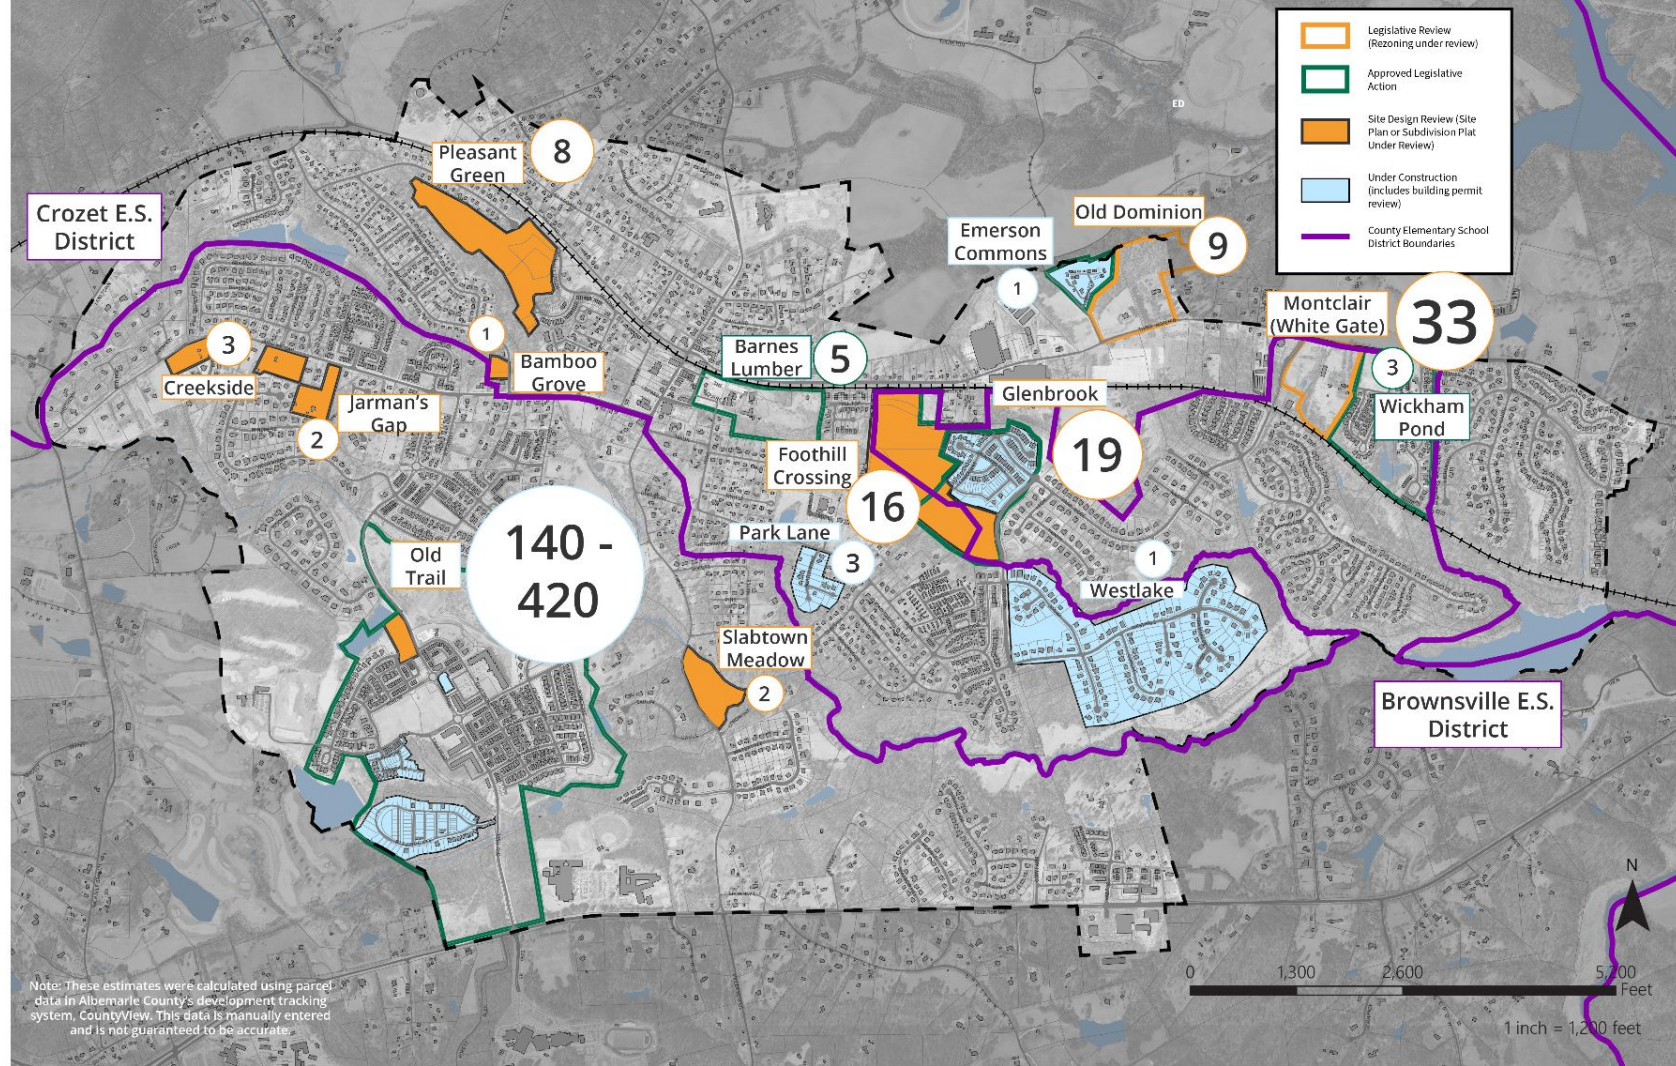 Legislative Review
(Rezoning under review)
Approved Legislative
Action
Site Design Review (Site
Plan or Subdivision Plat
Under Review)
Under Construction
(includes building permit
review)
County Elementary School
District Boundaries
ED
Pleasant
Green
8
Crozet E.S.
District
Old Dominion
9
Emerson
Commons
1
Montclair
(White Gate)
33
3
Creekside
1
Bamboo
Grove
Barnes
Lumber
5
3
Wickham
Pond
Jarman's
Gap
2
Glenbrook
19
Foothill
Crossing
16
140 -
420
Old
Trail
Park Lane
3
1
Westlake
Slabtown
Meadow
2
Brownsville E.S.
District
N
0
1,300
2,600
5,200
Feet
1 inch = 1,200 feet
Note: These estimates were calculated using parcel
data in Albemarle County's development tracking
system, CountyView. This data is manually entered
and is not guaranteed to be accurate.